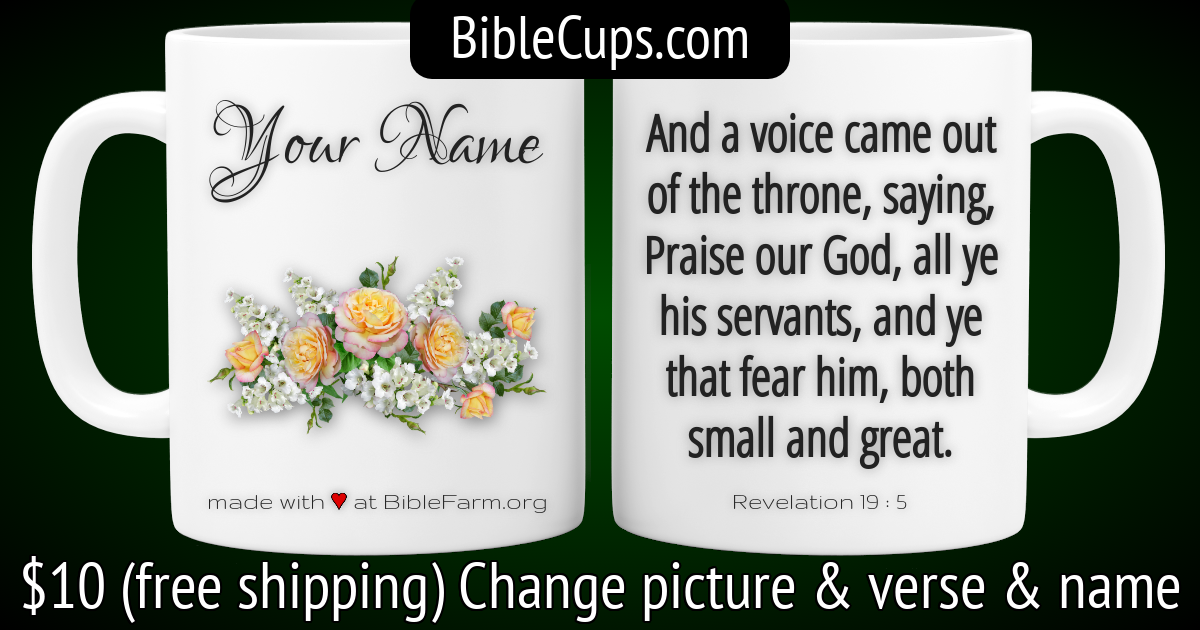 BibleCups.com
Your Name
made with ♥ at BibleFarm.org
And a voice came out
of the throne, saying,
Praise our God, all ye
his servants, and ye
that fear him, both
small and great.
Revelation 19 : 5
$10 (free shipping) Change picture & verse & name